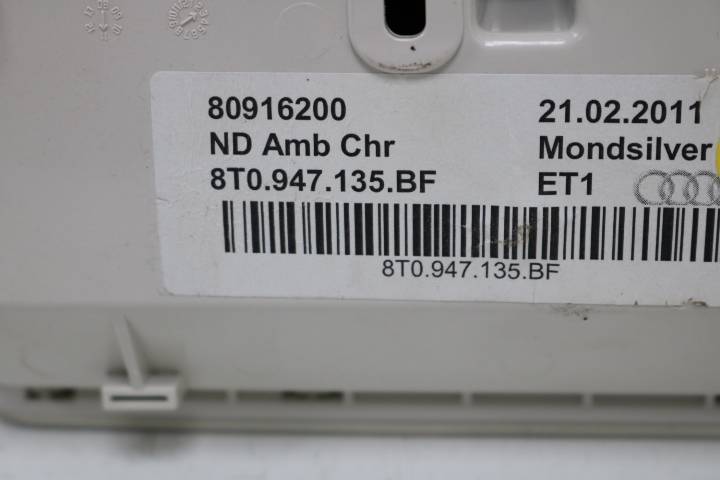 80916200 21.02.2011
ND Amb Chr Mondsilver
8T0.947.135.BF ET1
8T0.947.135.BF